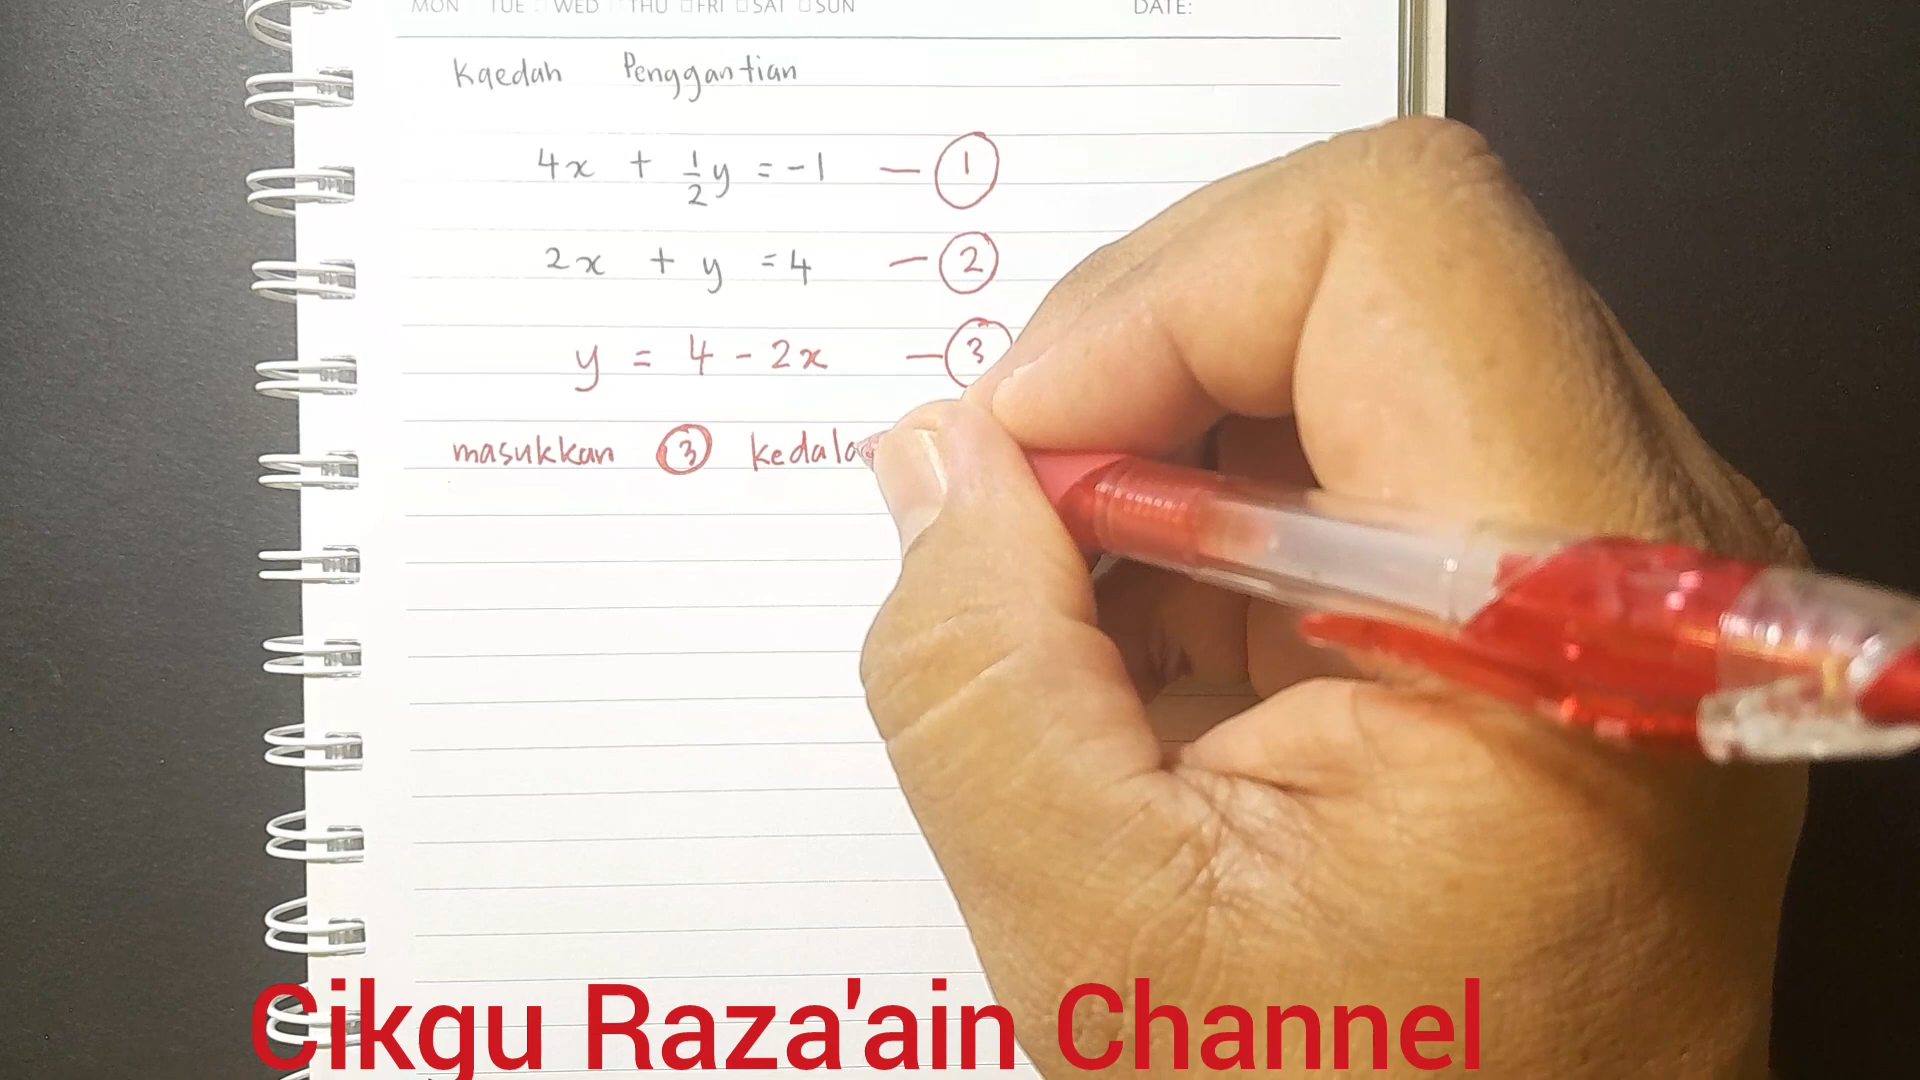 MON TUE WED THU FRI SAT SUN DATE:
Kaedah Penggantian
4x + 1/2 y = -1 — 1
2x + y = 4 — 2
y = 4 - 2x — 3
masukkan 3 kedala
Cikgu Raza'ain Channel